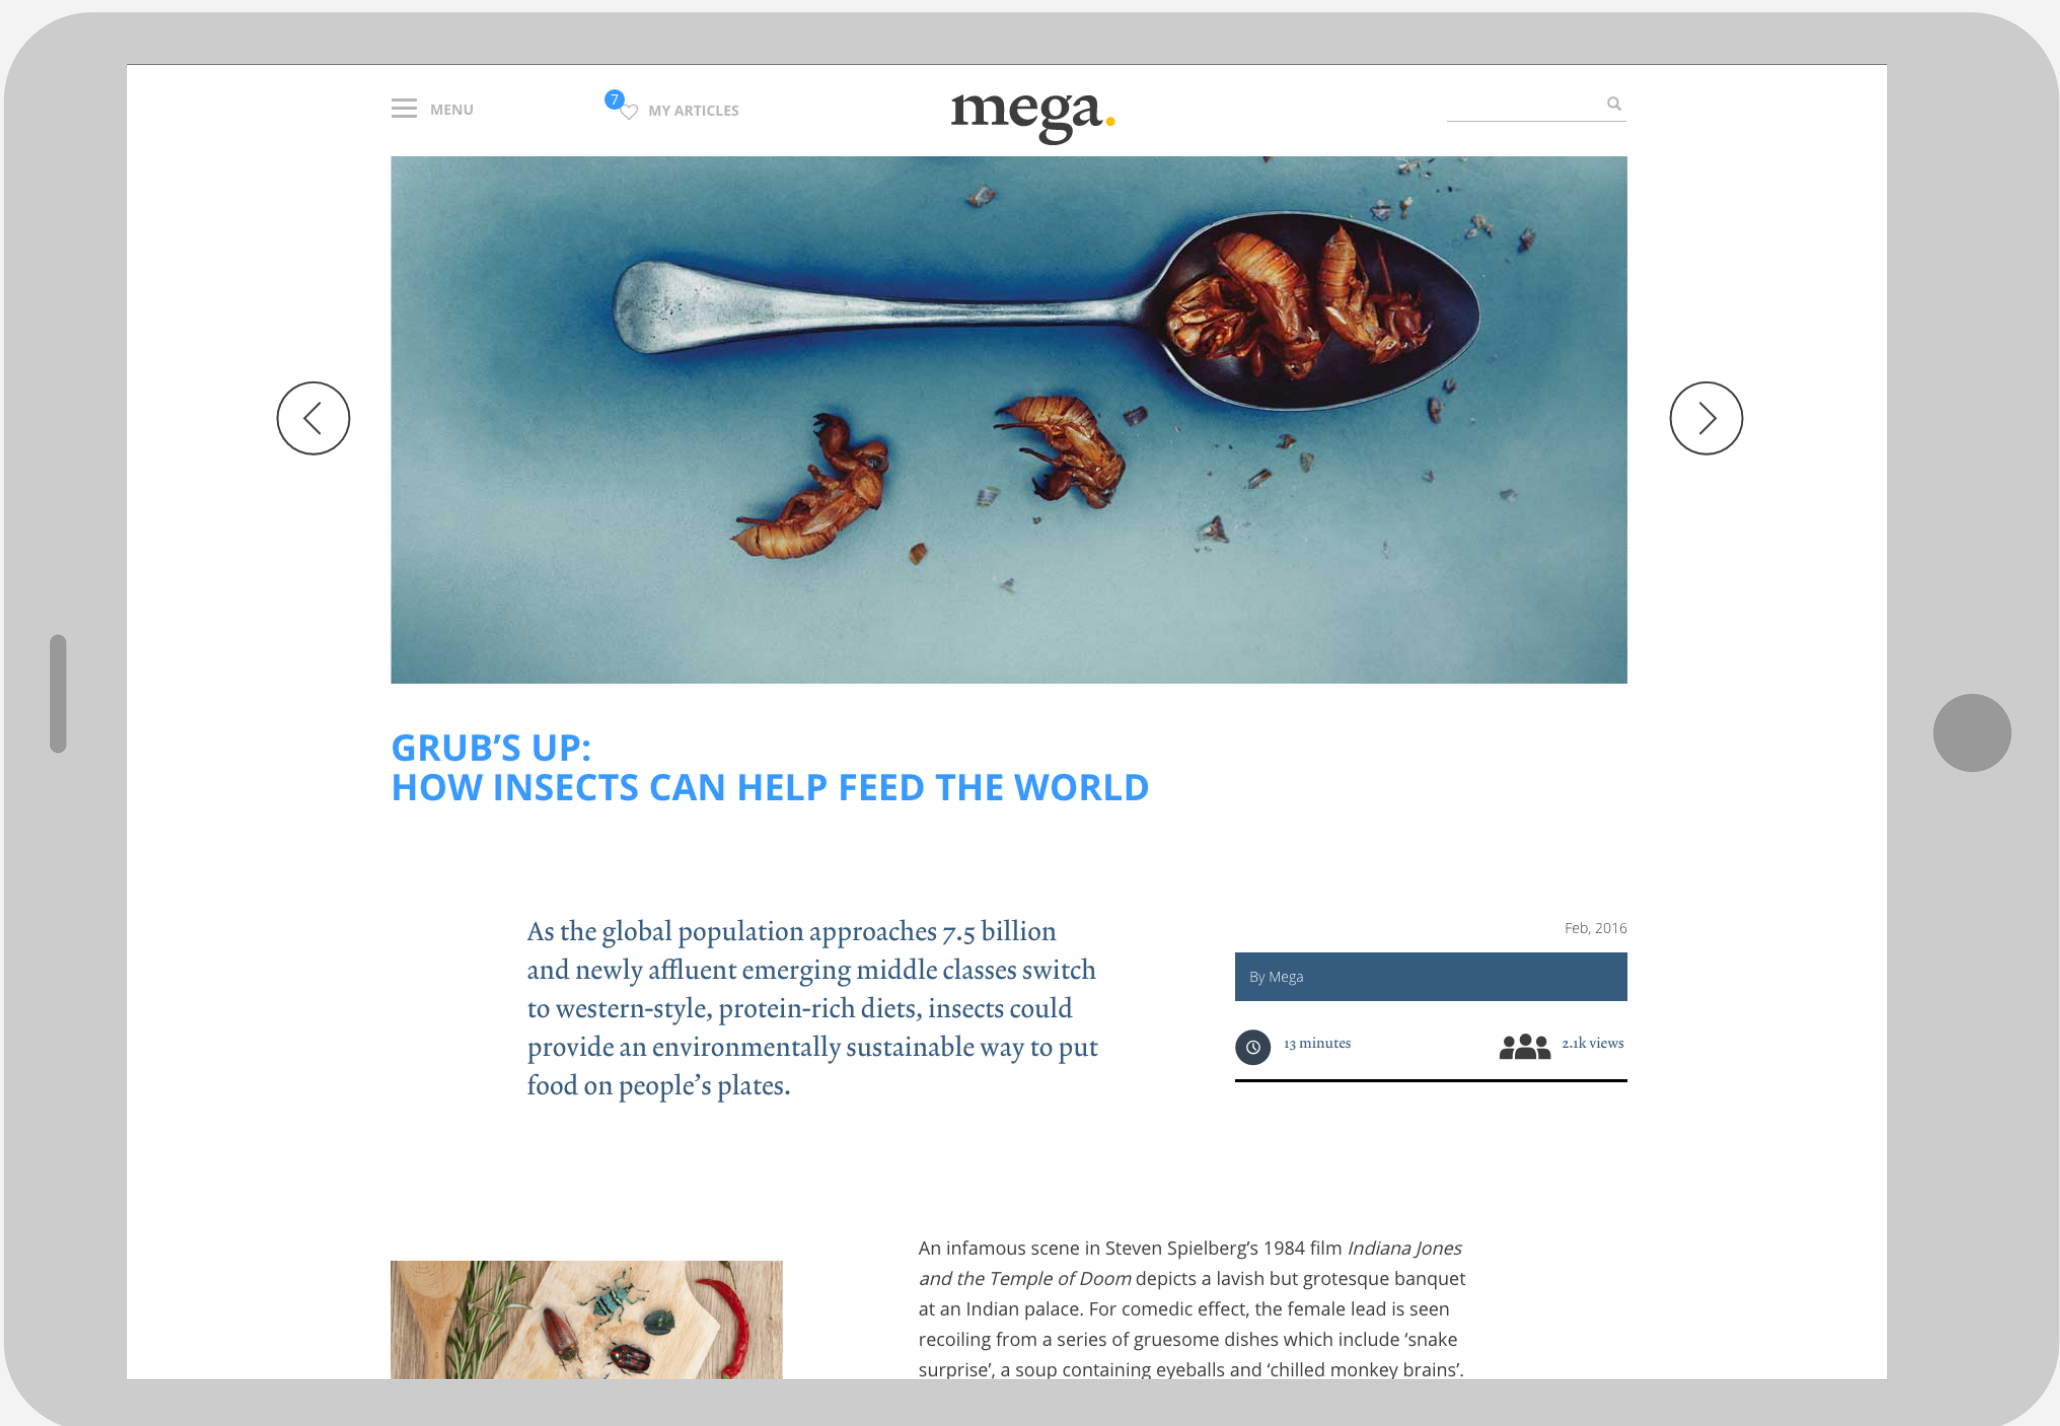 MENU
7
MY ARTICLES
mega.
GRUB’S UP:
HOW INSECTS CAN HELP FEED THE WORLD
As the global population approaches 7.5 billion
and newly affluent emerging middle classes switch
to western-style, protein-rich diets, insects could
provide an environmentally sustainable way to put
food on people’s plates.
Feb, 2016
By Mega
13 minutes
2.1k views
An infamous scene in Steven Spielberg’s 1984 film Indiana Jones
and the Temple of Doom depicts a lavish but grotesque banquet
at an Indian palace. For comedic effect, the female lead is seen
recoiling from a series of gruesome dishes which include ‘snake
surprise’, a soup containing eyeballs and ‘chilled monkey brains’.